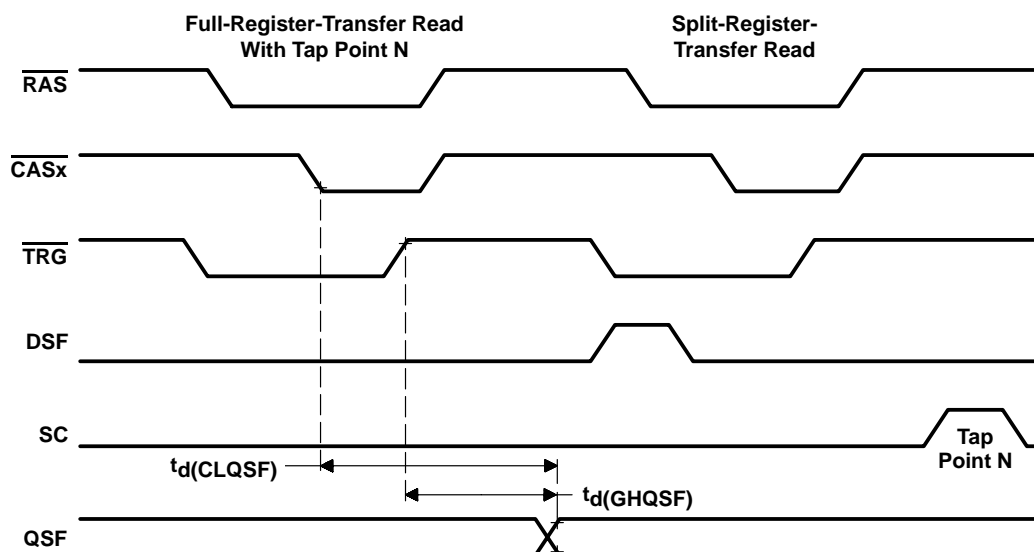 Full-Register-Transfer Read
With Tap Point N
Split-Register-
Transfer Read
RAS
CASx
TRG
DSF
SC
Tap
Point N
td(CLQSF)
td(GHQSF)
QSF